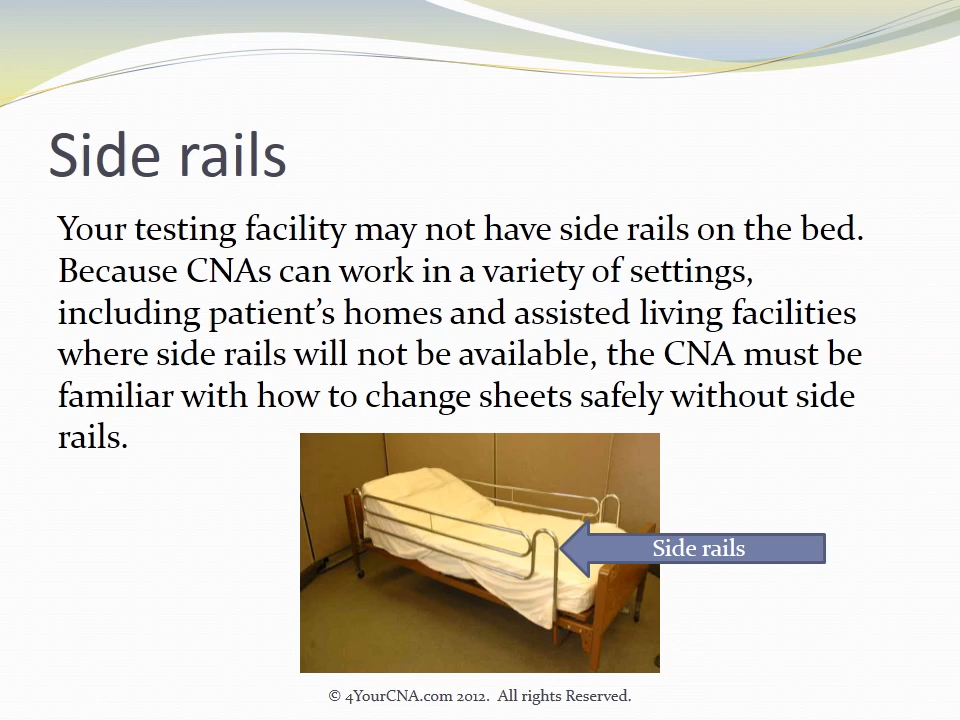 Side rails
Your testing facility may not have side rails on the bed.
Because CNAs can work in a variety of settings,
including patient’s homes and assisted living facilities
where side rails will not be available, the CNA must be
familiar with how to change sheets safely without side
rails.
Side rails
© 4YourCNA.com 2012.  All rights Reserved.